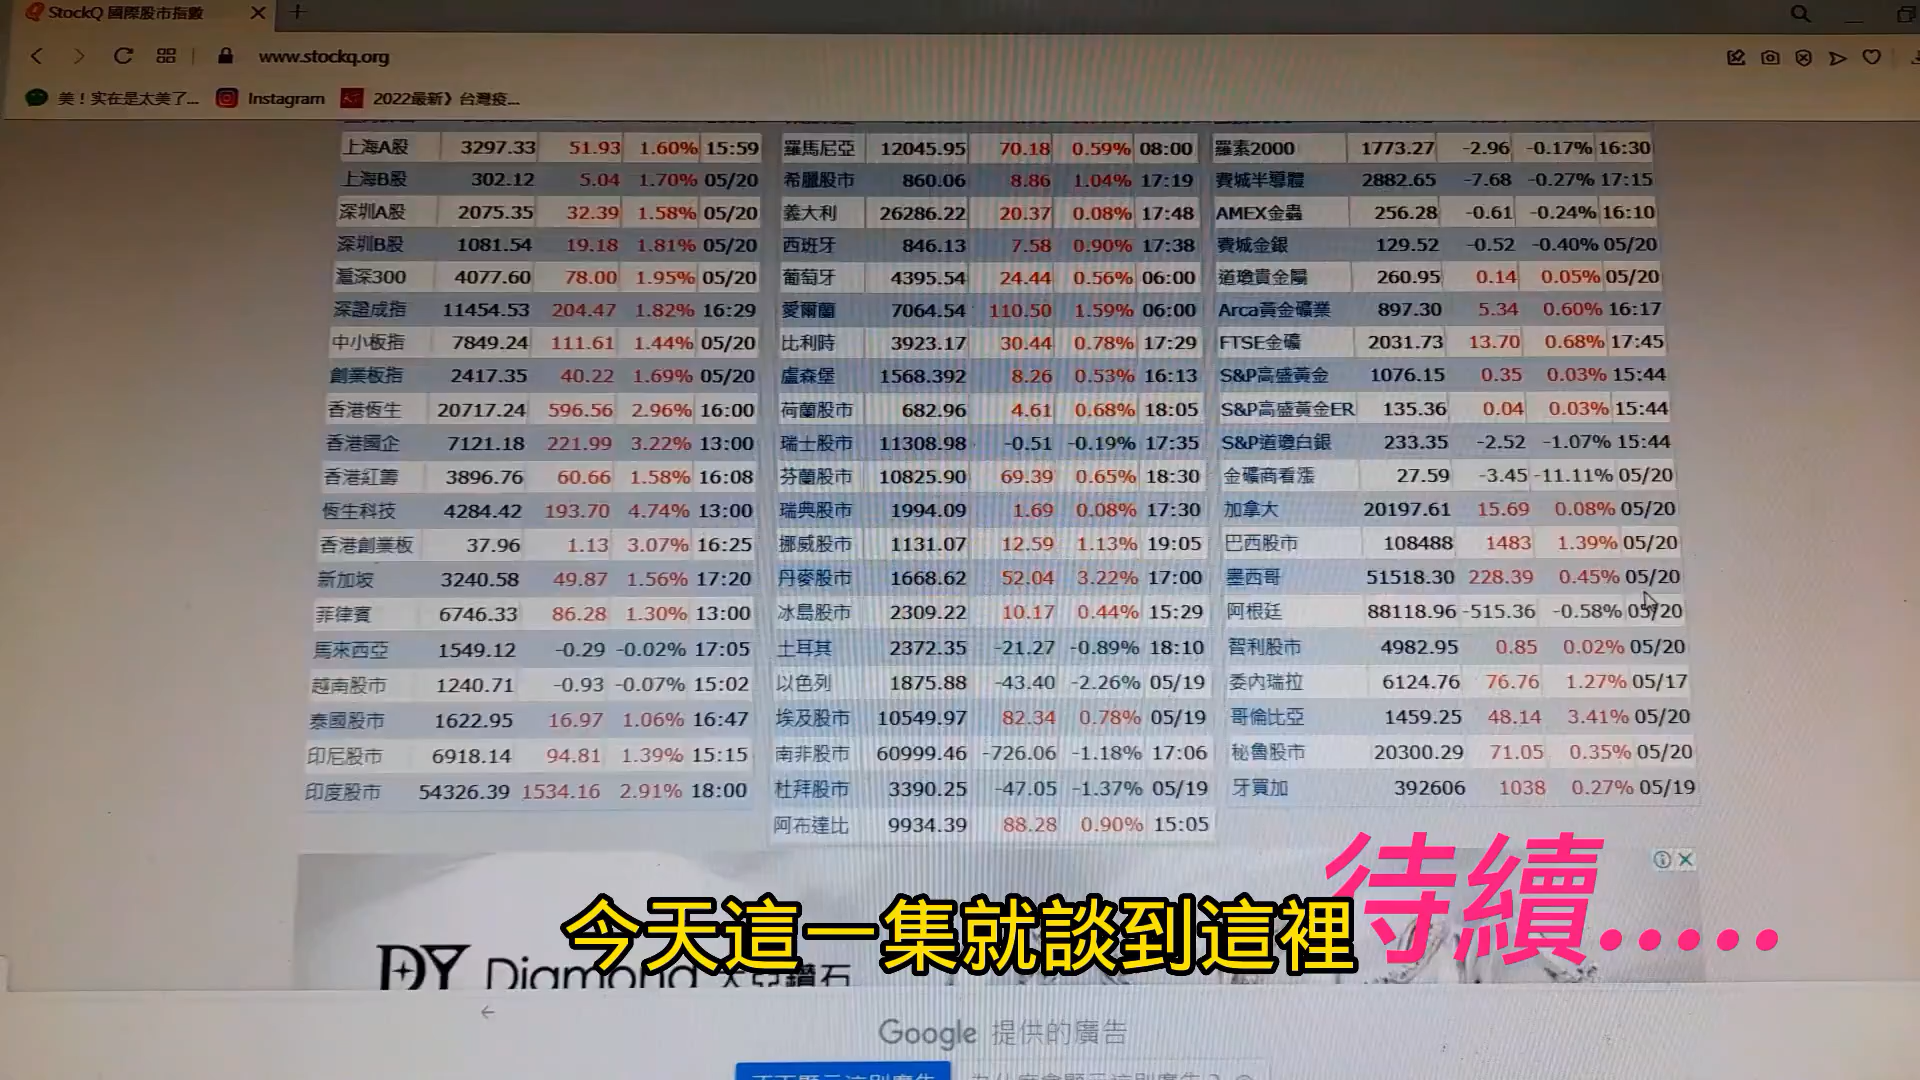 StockQ 國際股市指數
www.stockq.org
美！实在是太美了... Instagram 2022最新》台灣疫...
上海A股 3297.33 51.93 1.60% 15:59 羅馬尼亞 12045.95 70.18 0.59% 08:00 羅素2000 1773.27 -2.96 -0.17% 16:30
上海B股 302.12 5.04 1.70% 05/20 希臘股市 860.06 8.86 1.04% 17:19 費城半導體 2882.65 -7.68 -0.27% 17:15
深圳A股 2075.35 32.39 1.58% 05/20 義大利 26286.22 20.37 0.08% 17:48 AMEX金蟲 256.28 -0.61 -0.24% 16:10
深圳B股 1081.54 19.18 1.81% 05/20 西班牙 846.13 7.58 0.90% 17:38 費城金銀 129.52 -0.52 -0.40% 05/20
滬深300 4077.60 78.00 1.95% 05/20 葡萄牙 4395.54 24.44 0.56% 06:00 道瓊貴金屬 260.95 0.14 0.05% 05/20
深證成指 11454.53 204.47 1.82% 16:29 愛爾蘭 7064.54 110.50 1.59% 06:00 Arca黃金礦業 897.30 5.34 0.60% 16:17
中小板指 7849.24 111.61 1.44% 05/20 比利時 3923.17 30.44 0.78% 17:29 FTSE金礦 2031.73 13.70 0.68% 17:45
創業板指 2417.35 40.22 1.69% 05/20 盧森堡 1568.392 8.26 0.53% 16:13 S&P高盛黃金 1076.15 0.35 0.03% 15:44
香港恆生 20717.24 596.56 2.96% 16:00 荷蘭股市 682.96 4.61 0.68% 18:05 S&P高盛黃金ER 135.36 0.04 0.03% 15:44
香港國企 7121.18 221.99 3.22% 13:00 瑞士股市 11308.98 -0.51 -0.19% 17:35 S&P道瓊白銀 233.35 -2.52 -1.07% 15:44
香港紅籌 3896.76 60.66 1.58% 16:08 芬蘭股市 10825.90 69.39 0.65% 18:30 金礦商看漲 27.59 -3.45 -11.11% 05/20
恆生科技 4284.42 193.70 4.74% 13:00 瑞典股市 1994.09 1.69 0.08% 17:30 加拿大 20197.61 15.69 0.08% 05/20
香港創業板 37.96 1.13 3.07% 16:25 挪威股市 1131.07 12.59 1.13% 19:05 巴西股市 108488 1483 1.39% 05/20
新加坡 3240.58 49.87 1.56% 17:20 丹麥股市 1668.62 52.04 3.22% 17:00 墨西哥 51518.30 228.39 0.45% 05/20
菲律賓 6746.33 86.28 1.30% 13:00 冰島股市 2309.22 10.17 0.44% 15:29 阿根廷 88118.96 -515.36 -0.58% 05/20
馬來西亞 1549.12 -0.29 -0.02% 17:05 土耳其 2372.35 -21.27 -0.89% 18:10 智利股市 4982.95 0.85 0.02% 05/20
越南股市 1240.71 -0.93 -0.07% 15:02 以色列 1875.88 -43.40 -2.26% 05/19 委內瑞拉 6124.76 76.76 1.27% 05/17
泰國股市 1622.95 16.97 1.06% 16:47 埃及股市 10549.97 82.34 0.78% 05/19 哥倫比亞 1459.25 48.14 3.41% 05/20
印尼股市 6918.14 94.81 1.39% 15:15 南非股市 60999.46 -726.06 -1.18% 17:06 秘魯股市 20300.29 71.05 0.35% 05/20
印度股市 54326.39 1534.16 2.91% 18:00 杜拜股市 3390.25 -47.05 -1.37% 05/19 牙買加 392606 1038 0.27% 05/19
阿布達比 9934.39 88.28 0.90% 15:05
待續.....
今天這一集就談到這裡
DY Diamond
Google 提供的廣告